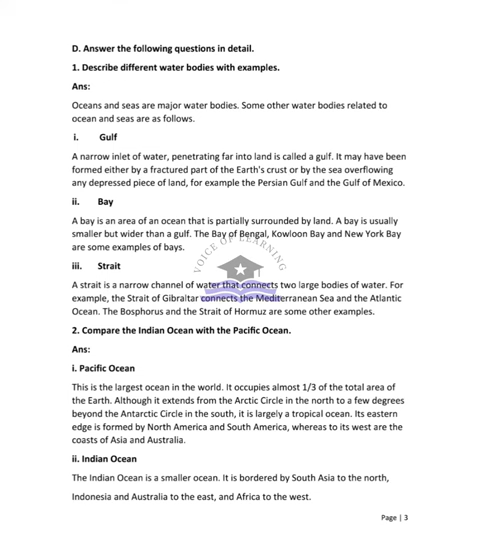 D. Answer the following questions in detail.
1. Describe different water bodies with examples.
Ans:
Oceans and seas are major water bodies. Some other water bodies related to
ocean and seas are as follows.
i. Gulf
A narrow inlet of water, penetrating far into land is called a gulf. It may have been
formed either by a fractured part of the Earth's crust or by the sea overflowing
any depressed piece of land, for example the Persian Gulf and the Gulf of Mexico.
ii. Bay
A bay is an area of an ocean that is partially surrounded by land. A bay is usually
smaller but wider than a gulf. The Bay of Bengal, Kowloon Bay and New York Bay
are some examples of bays.
VOICE OF LEARNING
iii. Strait
A strait is a narrow channel of water that connects two large bodies of water. For
example, the Strait of Gibraltar connects the Mediterranean Sea and the Atlantic
Ocean. The Bosphorus and the Strait of Hormuz are some other examples.
2. Compare the Indian Ocean with the Pacific Ocean.
Ans:
i. Pacific Ocean
This is the largest ocean in the world. It occupies almost 1/3 of the total area of
the Earth. Although it extends from the Arctic Circle in the north to a few degrees
beyond the Antarctic Circle in the south, it is largely a tropical ocean. Its eastern
edge is formed by North America and South America, whereas to its west are the
coasts of Asia and Australia.
ii. Indian Ocean
The Indian Ocean is a smaller ocean. It is bordered by South Asia to the north,
Indonesia and Australia to the east, and Africa to the west.
Page | 3